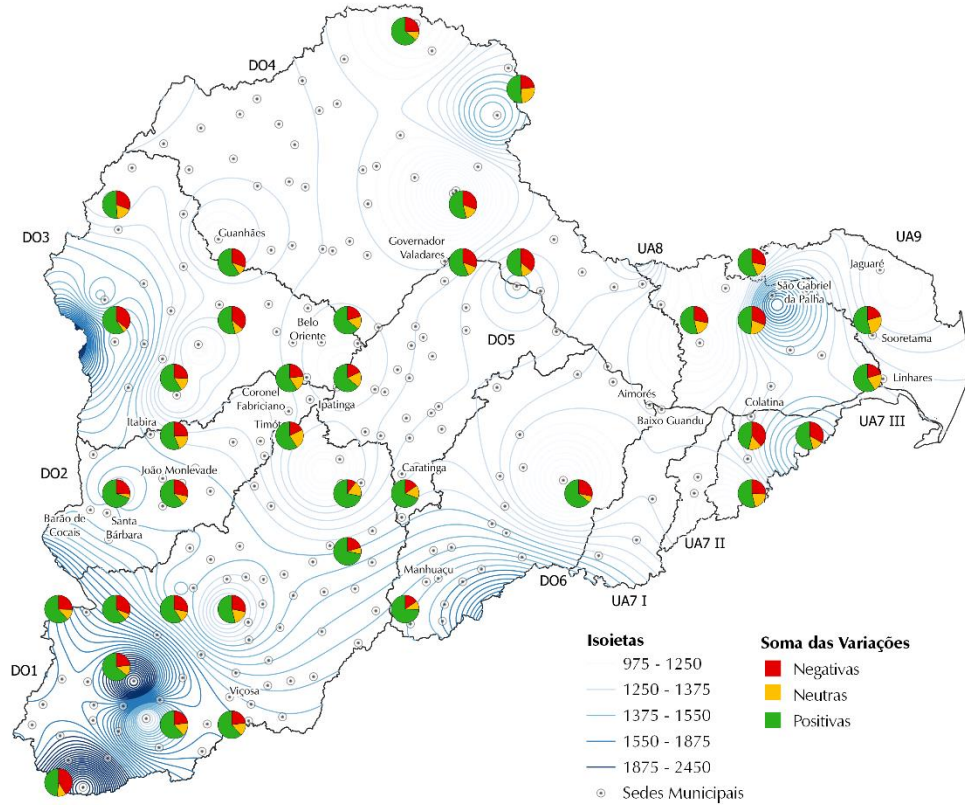 DO4
DO3
Guanhães
Governador
Valadares
UA8
UA9
Jaguaré
São Gabriel
da Palha
Sooretama
Belo
Oriente
DO5
Linhares
Coronel
Fabriciano
Ipatinga
Timóteo
Aimorés
Baixo Guandu
Colatina
UA7 III
Itabira
DO2
João Monlevade
Caratinga
Barão de
Cocais
Santa
Bárbara
UA7 II
Manhuaçu
DO6
UA7 I
DO1
Viçosa
Isoietas
975 - 1250
1250 - 1375
1375 - 1550
1550 - 1875
1875 - 2450
Sedes Municipais
Soma das Variações
Negativas
Neutras
Positivas